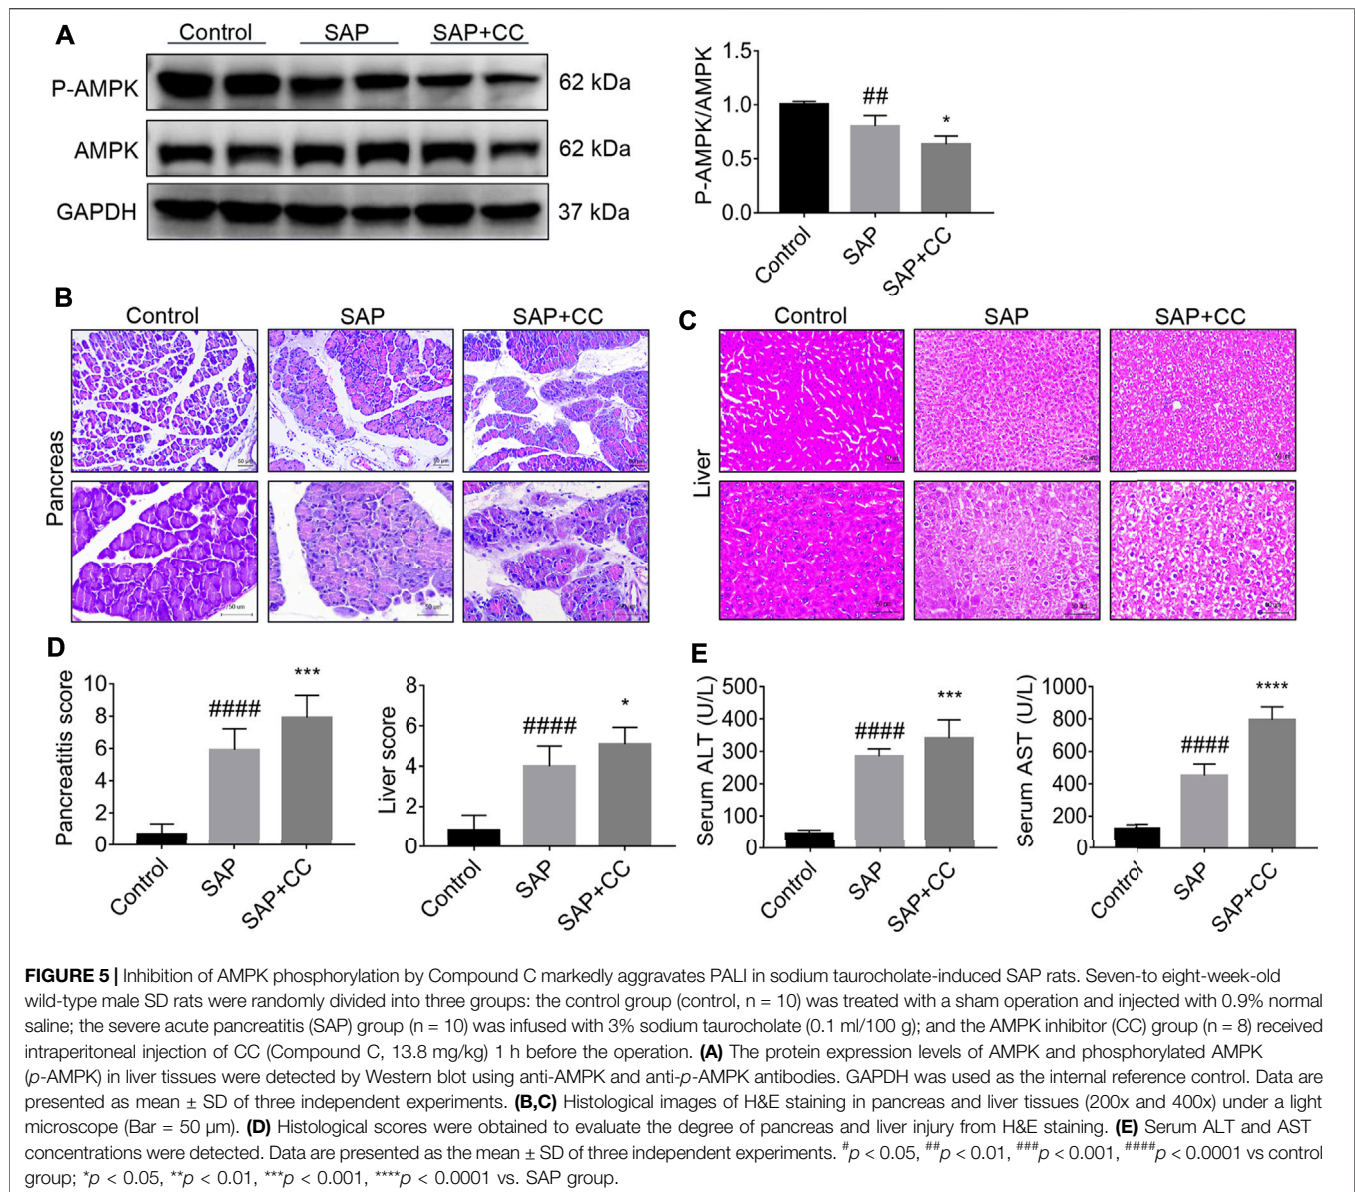 A
Control SAP SAP+CC
P-AMPK 62 kDa
AMPK 62 kDa
GAPDH 37 kDa
P-AMPK/AMPK
1.5
1.0
0.5
0.0
##
*
Control SAP SAP+CC
B
Control SAP SAP+CC
Pancreas
50 um
50 um
50 um
C
Control SAP SAP+CC
Liver
D
Pancreatitis score
10
8
6
4
2
0
####
***
Control SAP SAP+CC
Liver score
8
6
4
2
0
####
*
Control SAP SAP+CC
E
Serum ALT (U/L)
500
400
300
200
100
0
####
***
Control SAP SAP+CC
Serum AST (U/L)
1000
800
600
400
200
0
####
****
Control SAP SAP+CC
FIGURE 5 | Inhibition of AMPK phosphorylation by Compound C markedly aggravates PALI in sodium taurocholate-induced SAP rats. Seven-to eight-week-old
wild-type male SD rats were randomly divided into three groups: the control group (control, n = 10) was treated with a sham operation and injected with 0.9% normal
saline; the severe acute pancreatitis (SAP) group (n = 10) was infused with 3% sodium taurocholate (0.1 ml/100 g); and the AMPK inhibitor (CC) group (n = 8) received
intraperitoneal injection of CC (Compound C, 13.8 mg/kg) 1 h before the operation. (A) The protein expression levels of AMPK and phosphorylated AMPK
(p-AMPK) in liver tissues were detected by Western blot using anti-AMPK and anti-p-AMPK antibodies. GAPDH was used as the internal reference control. Data are
presented as mean ± SD of three independent experiments. (B,C) Histological images of H&E staining in pancreas and liver tissues (200x and 400x) under a light
microscope (Bar = 50 µm). (D) Histological scores were obtained to evaluate the degree of pancreas and liver injury from H&E staining. (E) Serum ALT and AST
concentrations were detected. Data are presented as the mean ± SD of three independent experiments. #p < 0.05, ##p < 0.01, ###p < 0.001, ####p < 0.0001 vs control
group; *p < 0.05, **p < 0.01, ***p < 0.001, ****p < 0.0001 vs. SAP group.